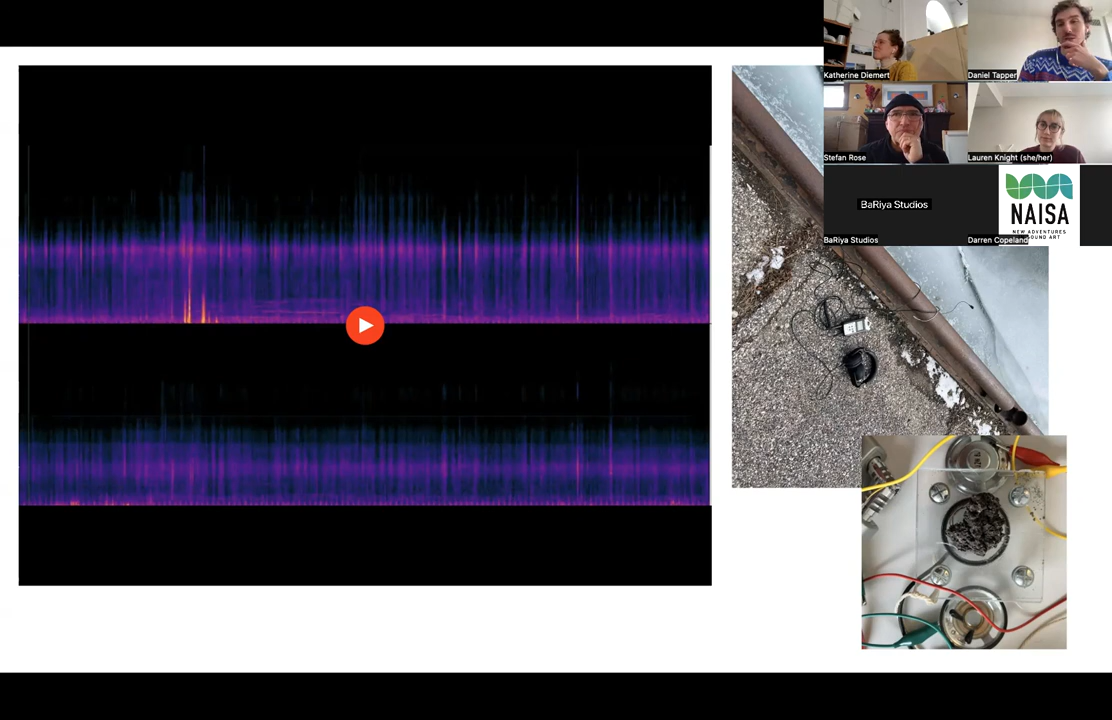 Katherine Diemert
Daniel Tapper
Stefan Rose
Lauren Knight (she/her)
BaRiya Studios
BaRiya Studios
NAISA
NEW ADVENTURES
SOUND ART
Darren Copeland